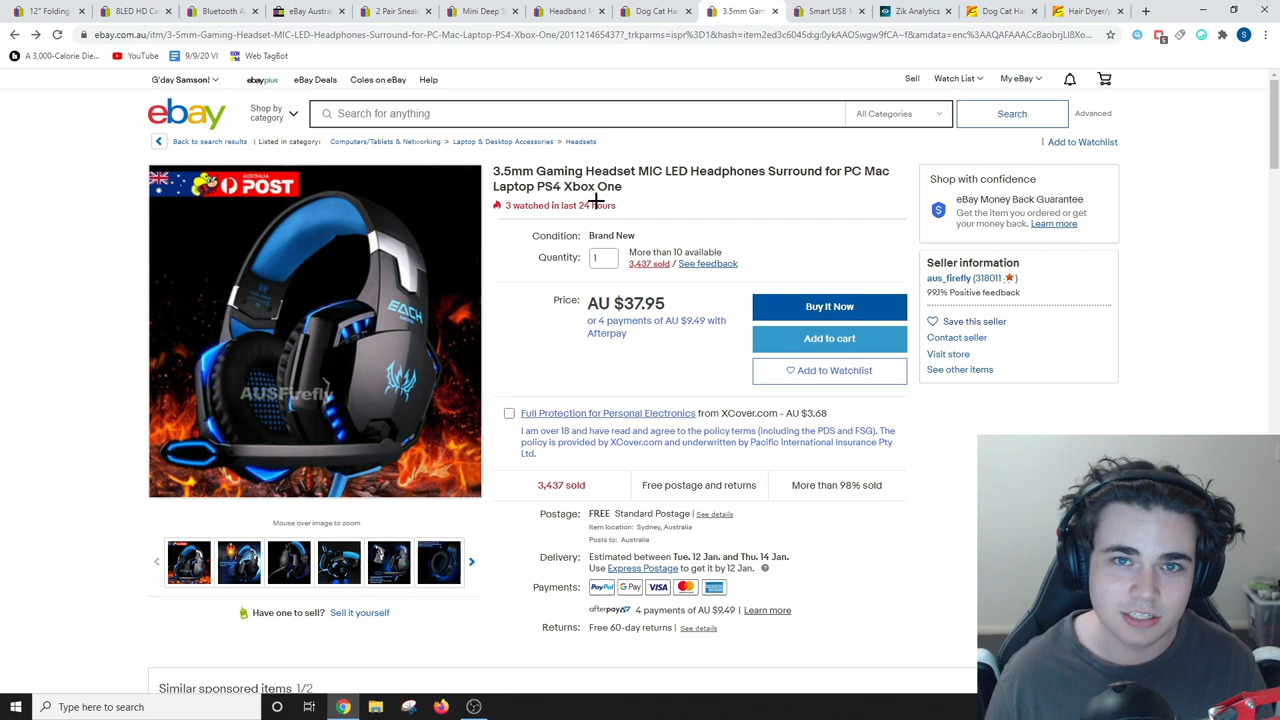 12" Folding
8LED HD Ca
Bluetooth A
eBay Austral
2 Pair Sneak
Mini Deep S
Headband M
Dog Cat Hac
3.5mm Gam
Smart USB M
Zik Analytics
Dog Cat Ha
Hair Dryer/p
ebay.com.au/itm/3-5mm-Gaming-Headset-MIC-LED-Headphones-Surround-for-PC-Mac-Laptop-PS4-Xbox-One/201121465437?_trkparms=ispr%3D1&hash=item2ed3c6045d:g:0ykAAOSwgw9fCA~f&amdata=enc%3AAQAFAAACcBaobrjLl8Xo...
A 3,000-Calorie Die...
YouTube
9/9/20 VI
Web TagBot
G'day Samson!
ebayplus
eBay Deals
Coles on eBay
Help
Sell
Watch List
My eBay
ebay
Shop by category
Search for anything
All Categories
Search
Advanced
Back to search results | Listed in category: Computers/Tablets & Networking > Laptop & Desktop Accessories > Headsets
| Add to Watchlist
AUSTRALIA POST
EACH
AUSFirefly
Mouse over image to zoom
Have one to sell? Sell it yourself
3.5mm Gaming Headset MIC LED Headphones Surround for PC Mac
Laptop PS4 Xbox One
3 watched in last 24 hours
Condition: Brand New
Quantity: 1 More than 10 available
3,437 sold / See feedback
Price: AU $37.95
or 4 payments of AU $9.49 with
Afterpay
Buy It Now
Add to cart
Add to Watchlist
Full Protection for Personal Electronics from XCover.com - AU $3.68
I am over 18 and have read and agree to the policy terms (including the PDS and FSG). The
policy is provided by XCover.com and underwritten by Pacific International Insurance Pty
Ltd.
3,437 sold
Free postage and returns
More than 98% sold
Postage: FREE Standard Postage | See details
Item location: Sydney, Australia
Posts to: Australia
Delivery: Estimated between Tue. 12 Jan. and Thu. 14 Jan.
Use Express Postage to get it by 12 Jan.
Payments: PayPal G Pay VISA
afterpay 4 payments of AU $9.49 | Learn more
Returns: Free 60-day returns | See details
Shop with confidence
eBay Money Back Guarantee
Get the item you ordered or get
your money back. Learn more
Seller information
aus_firefly (318011 )
99.1% Positive feedback
Save this seller
Contact seller
Visit store
See other items
Similar sponsored items 1/2
Type here to search